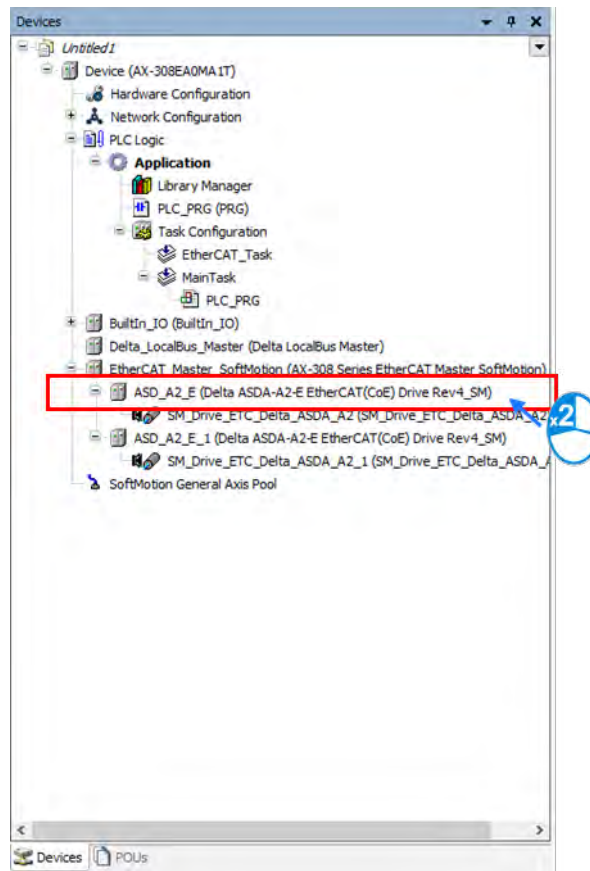 Devices
Untitled1
Device (AX-308EA0MA1T)
Hardware Configuration
Network Configuration
PLC Logic
Application
Library Manager
PLC_PRG (PRG)
Task Configuration
EtherCAT_Task
MainTask
PLC_PRG
BuiltIn_IO (BuiltIn_IO)
Delta_LocalBus_Master (Delta LocalBus Master)
EtherCAT_Master_SoftMotion (AX-308 Series EtherCAT Master SoftMotion)
ASD_A2_E (Delta ASDA-A2-E EtherCAT(CoE) Drive Rev4_SM)
SM_Drive_ETC_Delta_ASDA_A2 (SM_Drive_ETC_Delta_ASDA_A2
x2
ASD_A2_E_1 (Delta ASDA-A2-E EtherCAT(CoE) Drive Rev4_SM)
SM_Drive_ETC_Delta_ASDA_A2_1 (SM_Drive_ETC_Delta_ASDA_A
SoftMotion General Axis Pool
Devices POUs